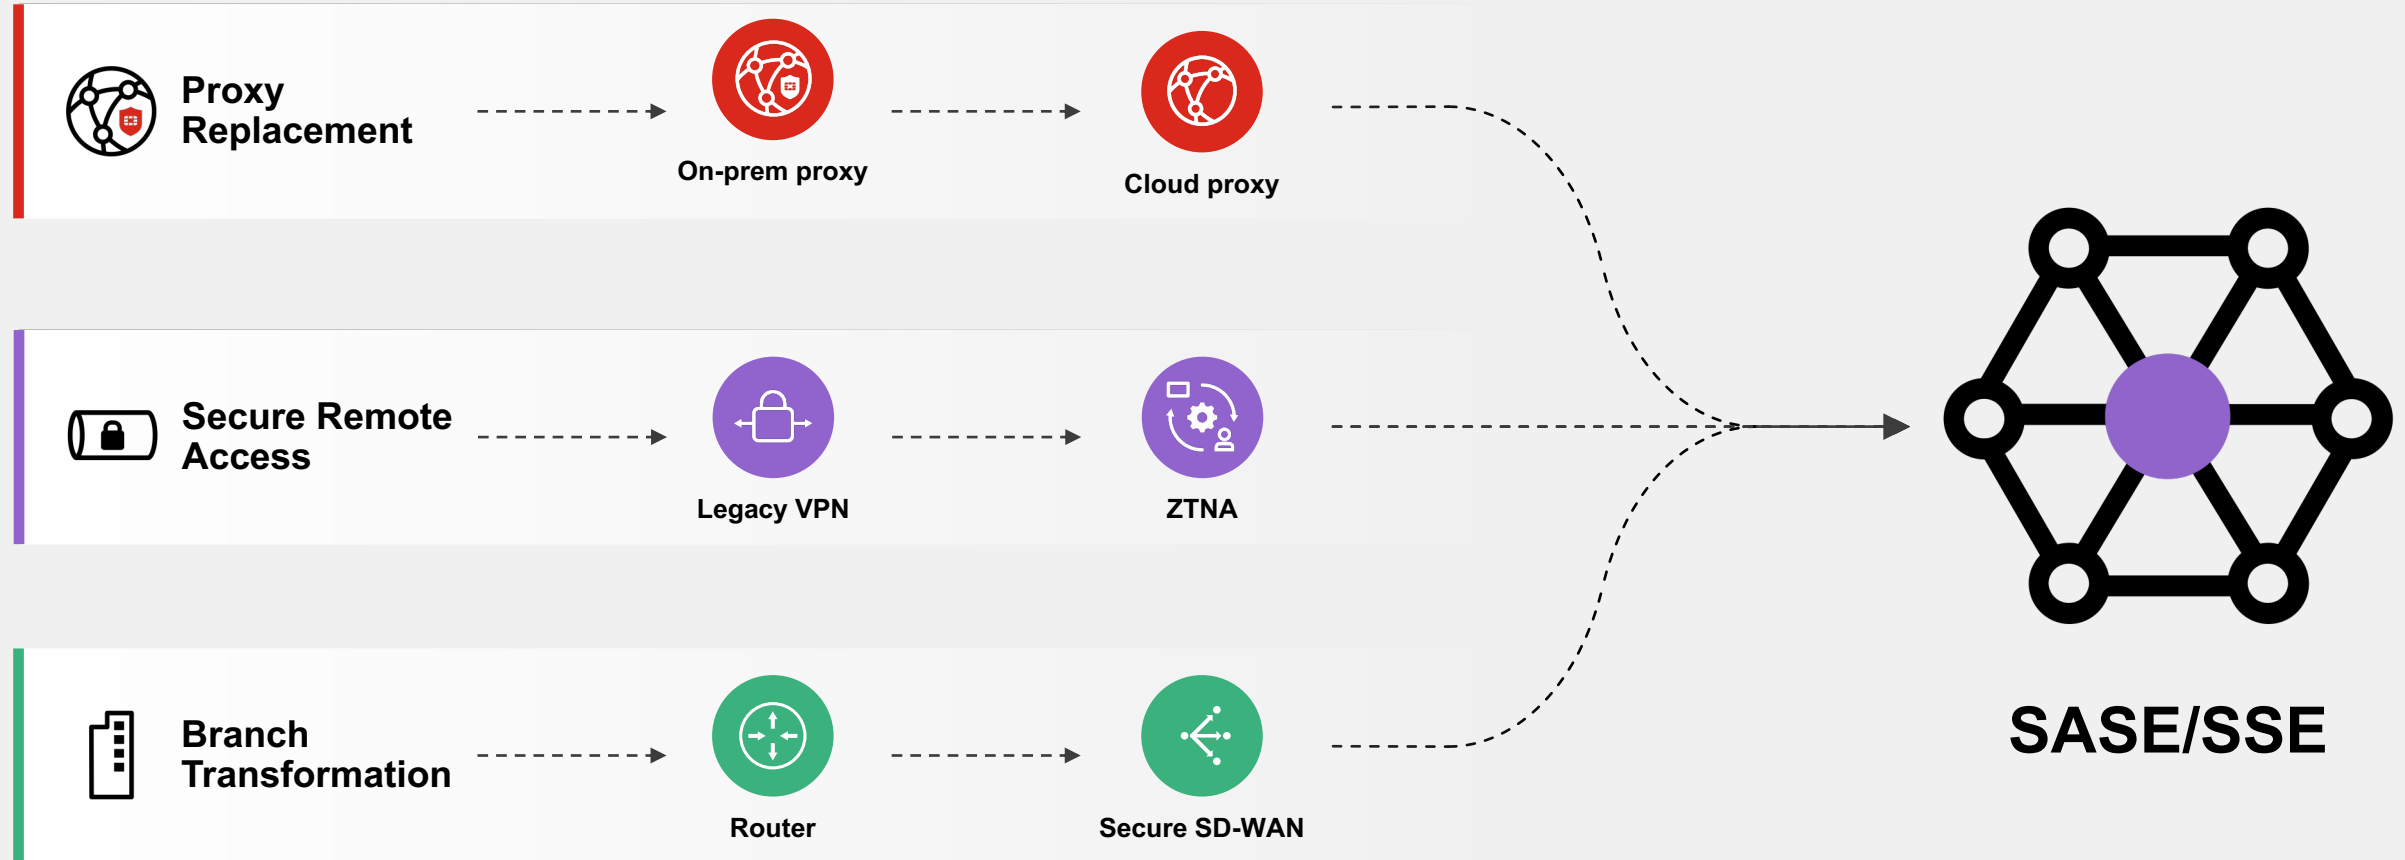 Proxy
Replacement
On-prem proxy
Cloud proxy
Secure Remote
Access
Legacy VPN
ZTNA
Branch
Transformation
Router
Secure SD-WAN
SASE/SSE